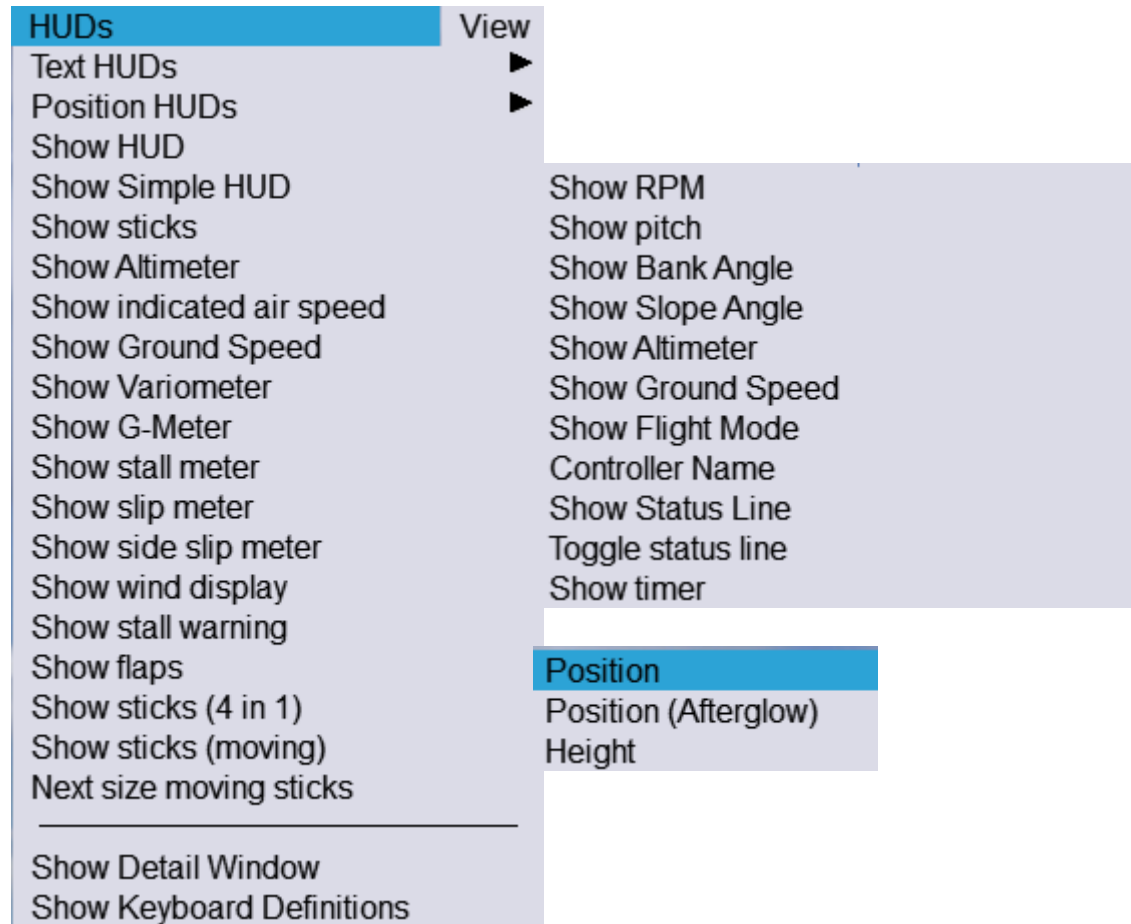 HUDs View
Text HUDs
Position HUDs
Show HUD
Show Simple HUD
Show sticks
Show Altimeter
Show indicated air speed
Show Ground Speed
Show Variometer
Show G-Meter
Show stall meter
Show slip meter
Show side slip meter
Show wind display
Show stall warning
Show flaps
Show sticks (4 in 1)
Show sticks (moving)
Next size moving sticks
Show Detail Window
Show Keyboard Definitions
Show RPM
Show pitch
Show Bank Angle
Show Slope Angle
Show Altimeter
Show Ground Speed
Show Flight Mode
Controller Name
Show Status Line
Toggle status line
Show timer
Position
Position (Afterglow)
Height